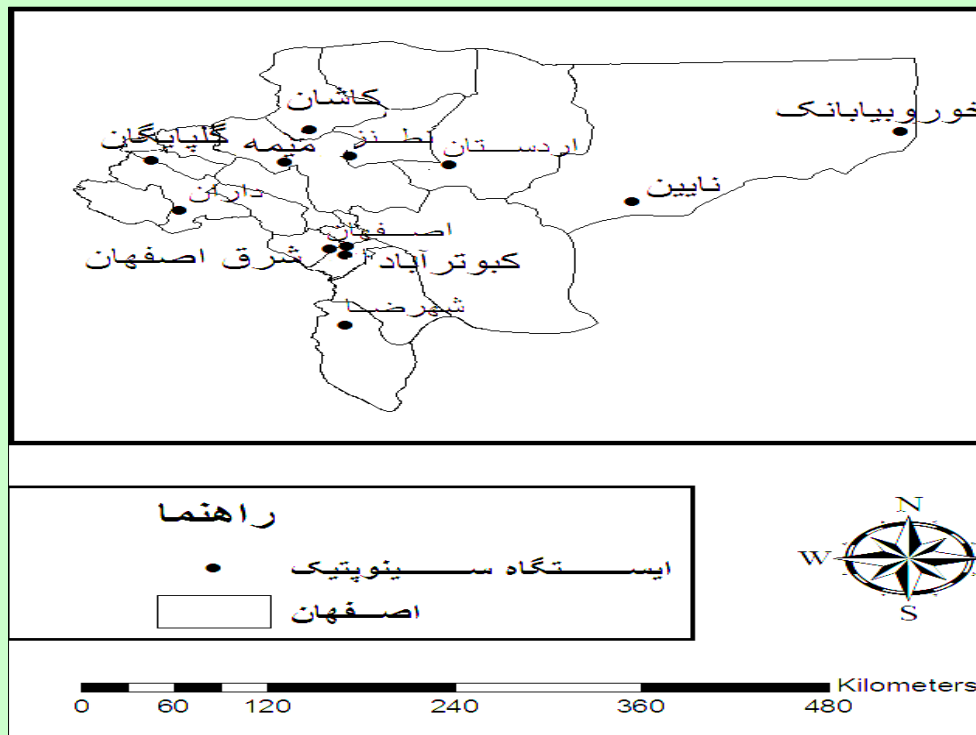 کاشان
خوروبیابانک
گلپایگان
میمه
نطنز
اردستان
داران
نایین
اصفهان
شرق اصفهان
کبوترآباد
شهرضا
راهنما
ایستگاه سینوپتیک
اصفهان
N
W
S
Kilometers
0 60 120 240 360 480